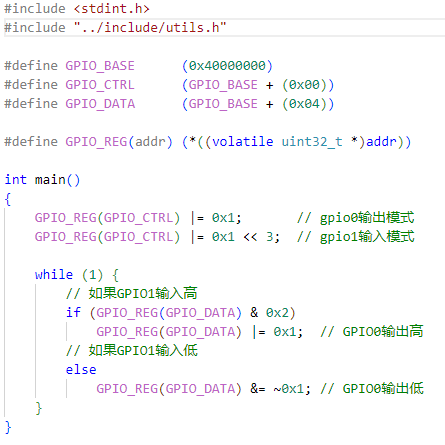 #include <stdint.h>
#include "../include/utils.h"
#define GPIO_BASE (0x40000000)
#define GPIO_CTRL (GPIO_BASE + (0x00))
#define GPIO_DATA (GPIO_BASE + (0x04))
#define GPIO_REG(addr) (*((volatile uint32_t *)addr))
int main()
{
GPIO_REG(GPIO_CTRL) |= 0x1; // gpio0输出模式
GPIO_REG(GPIO_CTRL) |= 0x1 << 3; // gpio1输入模式
while (1) {
// 如果GPIO1输入高
if (GPIO_REG(GPIO_DATA) & 0x2)
GPIO_REG(GPIO_DATA) |= 0x1; // GPIO0输出高
// 如果GPIO1输入低
else
GPIO_REG(GPIO_DATA) &= ~0x1; // GPIO0输出低
}
}